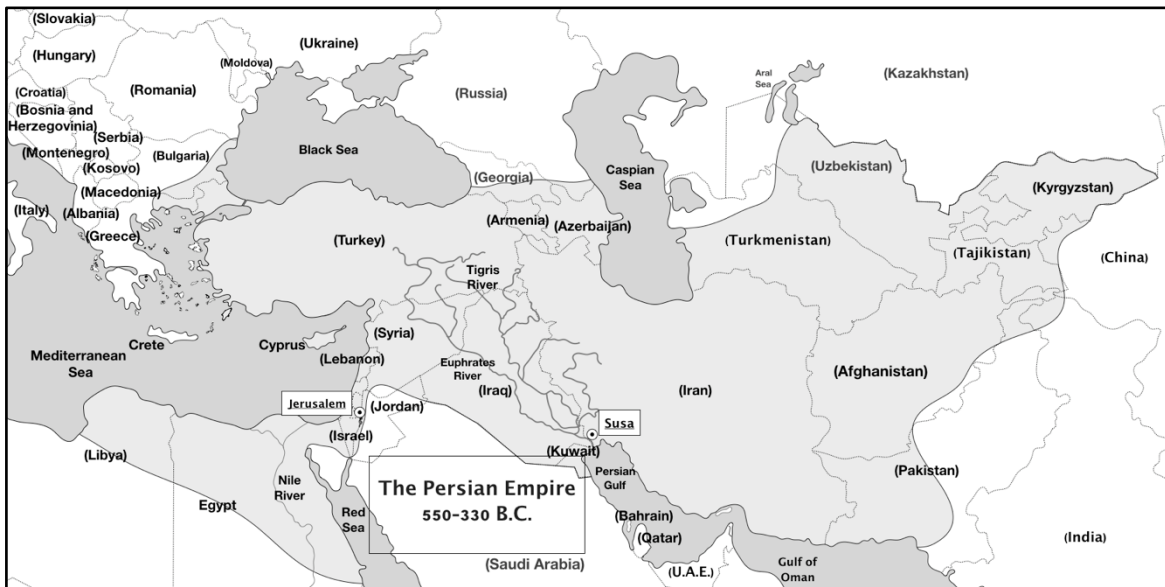 (Slovakia)
(Ukraine)
(Hungary)
(Moldova)
Aral
Sea
(Kazakhstan)
(Croatia)
(Romania)
(Russia)
(Bosnia and
Herzegovinia)
(Serbia)
(Montenegro)
(Bulgaria)
Black Sea
(Kosovo)
(Georgia)
Caspian
Sea
(Uzbekistan)
(Kyrgyzstan)
(Macedonia)
(Italy)
(Albania)
(Armenia)
(Azerbaijan)
(Greece)
(Turkey)
(Turkmenistan)
(Tajikistan)
(China)
Tigris
River
(Syria)
Crete
Cyprus
Mediterranean
Sea
(Lebanon)
Euphrates
River
(Iraq)
(Iran)
(Afghanistan)
Jerusalem
(Jordan)
Susa
(Israel)
(Kuwait)
(Libya)
Nile
River
Persian
Gulf
(Pakistan)
Egypt
Red
Sea
The Persian Empire
550-330 B.C.
(Bahrain)
(Qatar)
(India)
(Saudi Arabia)
(U.A.E.)
Gulf of
Oman